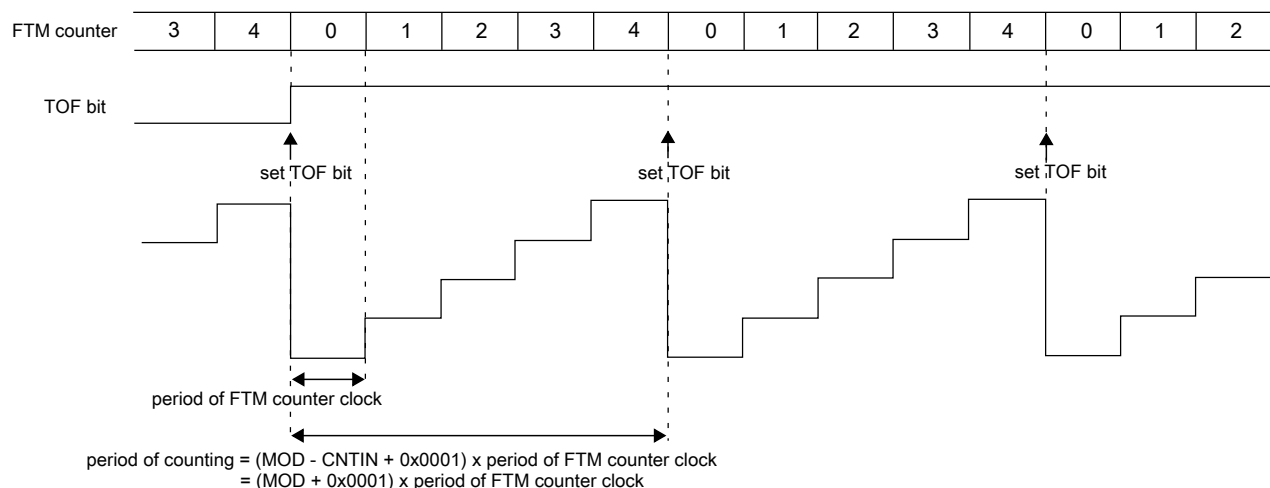 FTM counter 3 4 0 1 2 3 4 0 1 2 3 4 0 1 2
TOF bit
set TOF bit set TOF bit set TOF bit
period of FTM counter clock
period of counting = (MOD - CNTIN + 0x0001) x period of FTM counter clock
= (MOD + 0x0001) x period of FTM counter clock